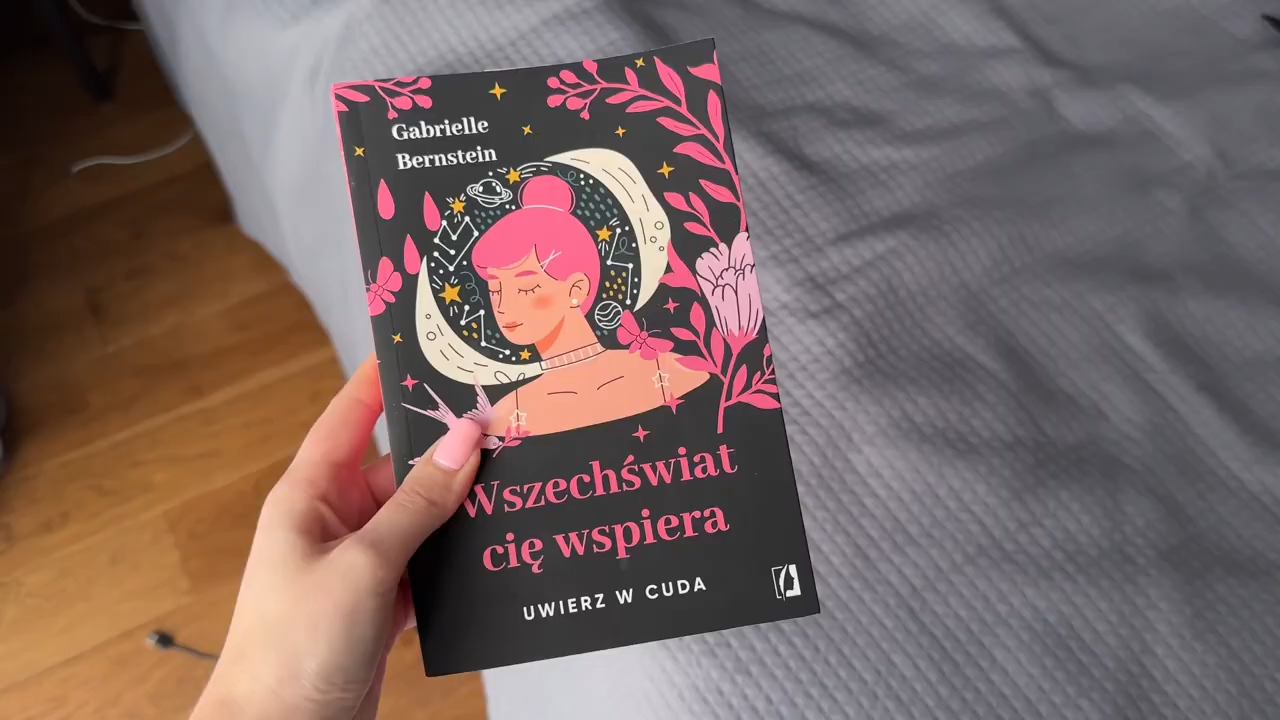 Gabrielle
Bernstein
Wszechświat
cię wspiera
UWIERZ W CUDA